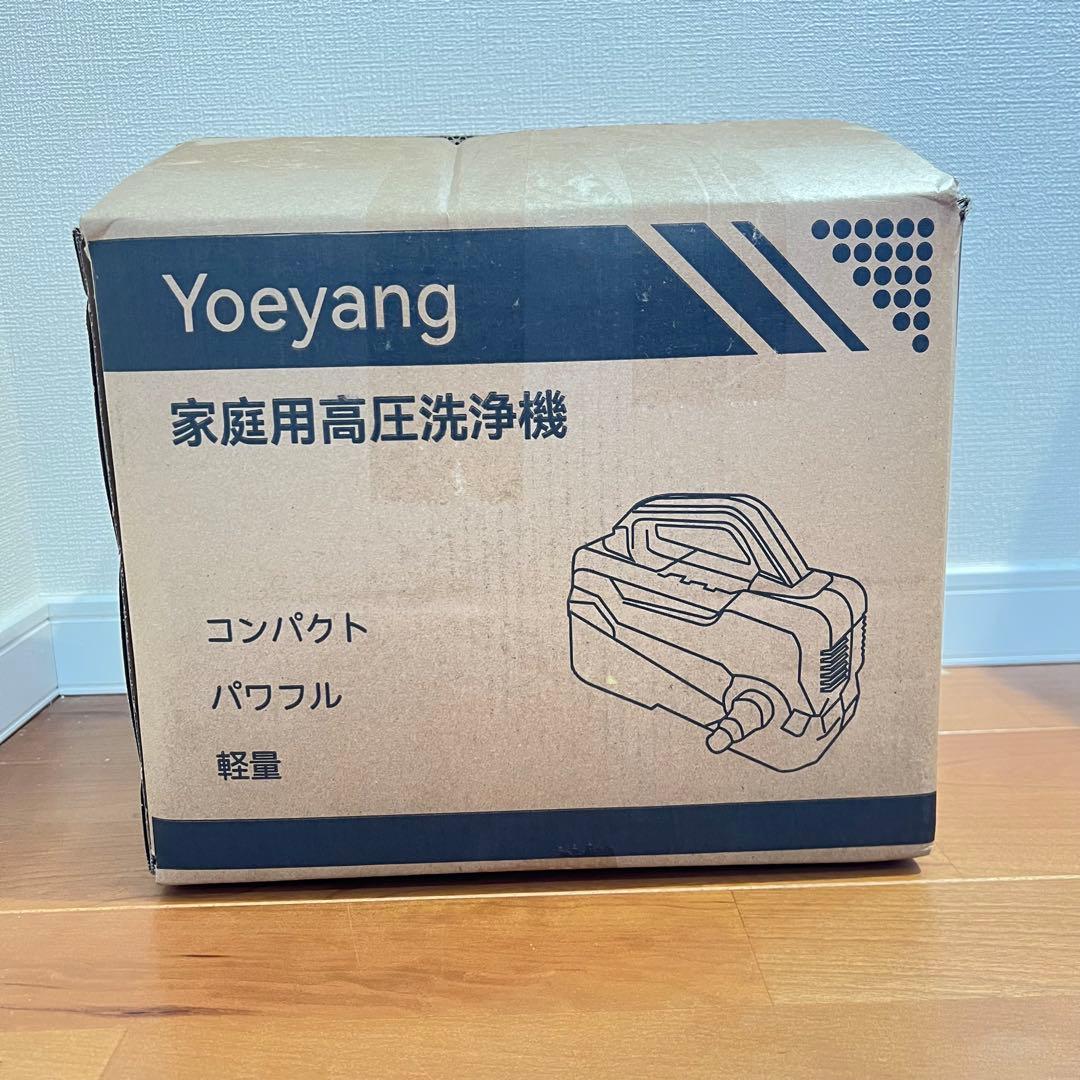 Yoeyang
家庭用高圧洗浄機
コンパクト
パワフル
軽量